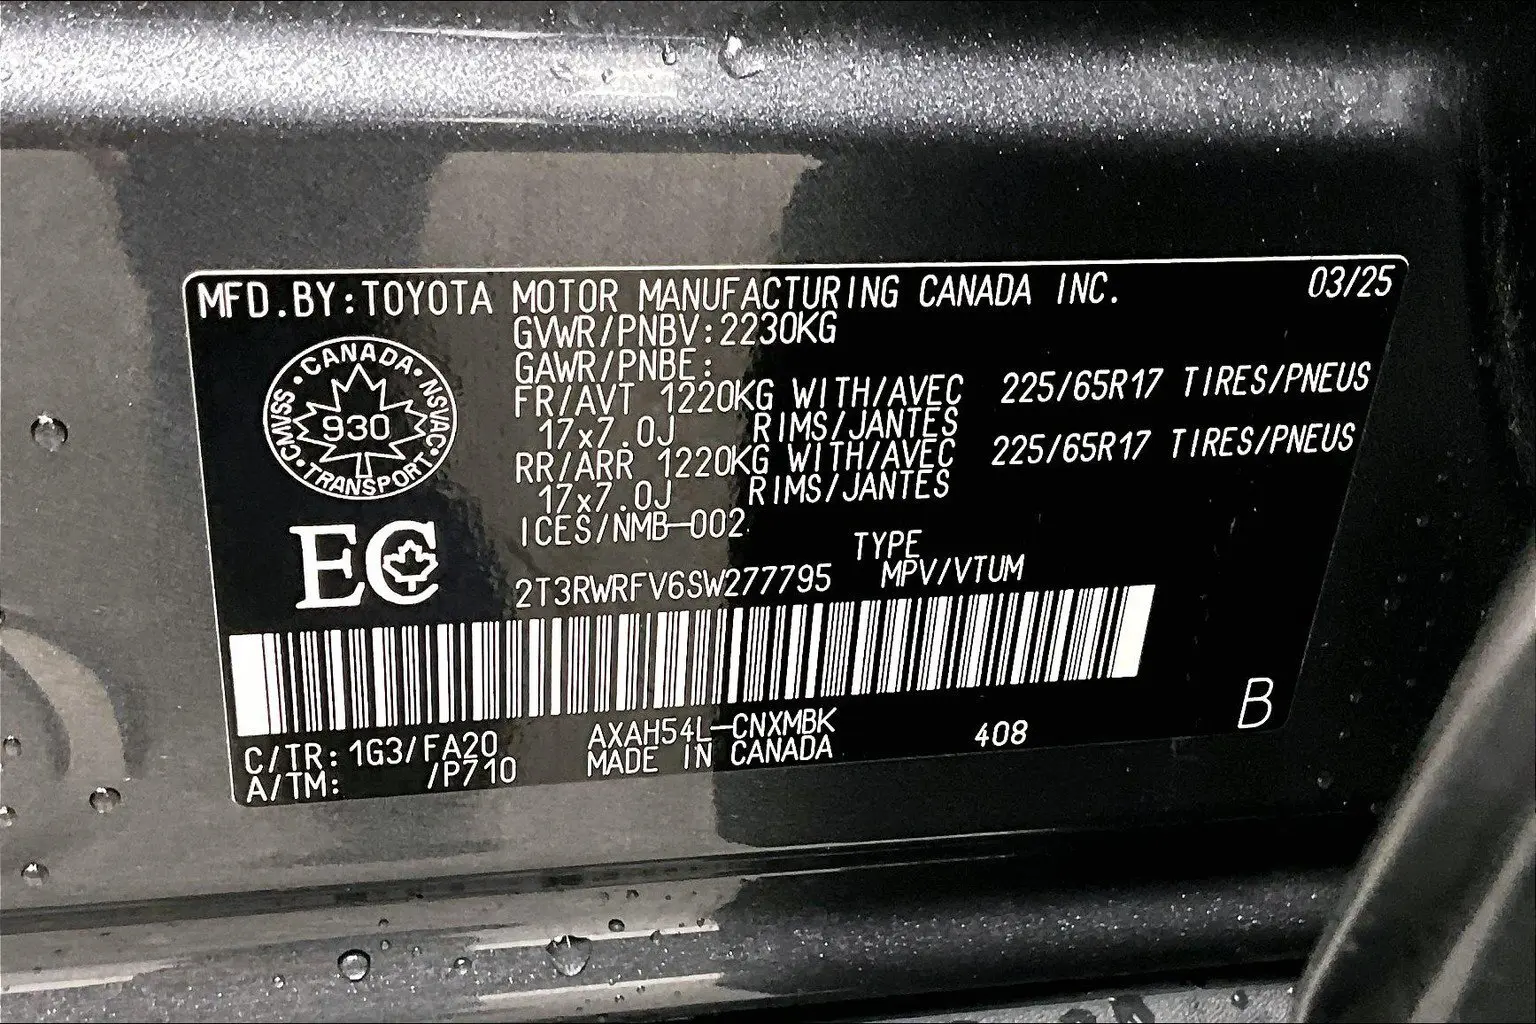 MFD.BY:TOYOTA MOTOR MANUFACTURING CANADA INC. 03/25
GVWR/PNBV:2230KG
GAWR/PNBE:
FR/AVT 1220KG WITH/AVEC 225/65R17 TIRES/PNEUS
17x7.0J RIMS/JANTES
RR/ARR 1220KG WITH/AVEC 225/65R17 TIRES/PNEUS
17x7.0J RIMS/JANTES
ICES/NMB-002
CANADA • NSVAC • TRANSPORT • CMVSS •
930
EC
TYPE
2T3RWRFV6SW277795 MPV/VTUM
C/TR: 1G3/FA20 AXAH54L-CNXMBK 408 B
A/TM: /P710 MADE IN CANADA